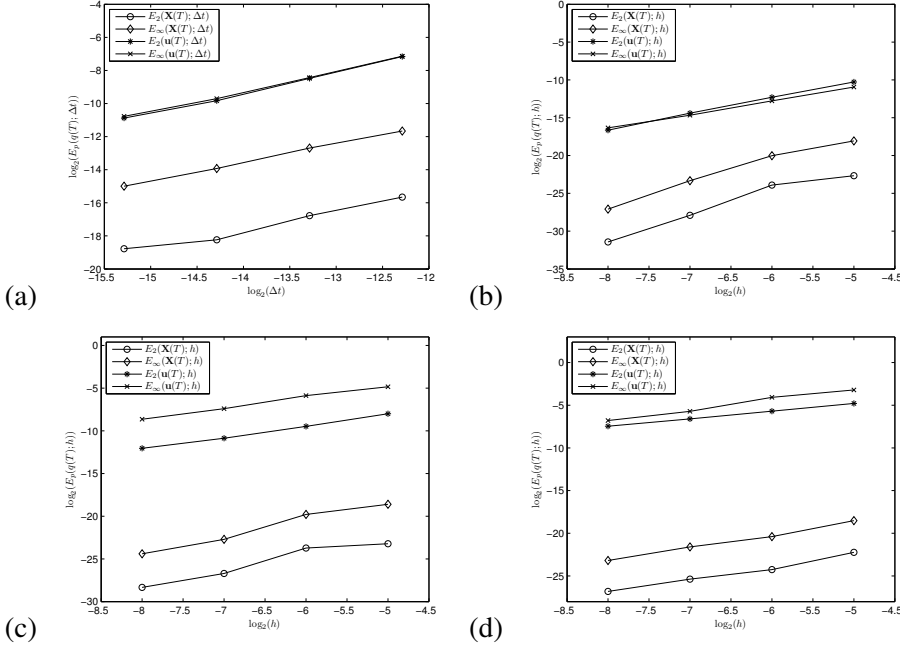 (a)
−2
−4
−6
−8
−10
−12
−14
−16
−18
−20
log₂(Eₚ(q(T); Δt))
E₂(X(T); Δt)
E∞(X(T); Δt)
E₂(u(T); Δt)
E∞(u(T); Δt)
−15.5 −15 −14.5 −14 −13.5 −13 −12.5 −12
log₂(Δt)
(b)
0
−5
−10
−15
−20
−25
−30
−35
log₂(Eₚ(q(T); h))
E₂(X(T); h)
E∞(X(T); h)
E₂(u(T); h)
E∞(u(T); h)
−8.5 −8 −7.5 −7 −6.5 −6 −5.5 −5 −4.5
log₂(h)
(c)
0
−5
−10
−15
−20
−25
−30
log₂(Eₚ(q(T); h))
E₂(X(T); h)
E∞(X(T); h)
E₂(u(T); h)
E∞(u(T); h)
−8.5 −8 −7.5 −7 −6.5 −6 −5.5 −5 −4.5
log₂(h)
(d)
0
−5
−10
−15
−20
−25
log₂(Eₚ(q(T); h))
E₂(X(T); h)
E∞(X(T); h)
E₂(u(T); h)
E∞(u(T); h)
−8.5 −8 −7.5 −7 −6.5 −6 −5.5 −5 −4.5
log₂(h)